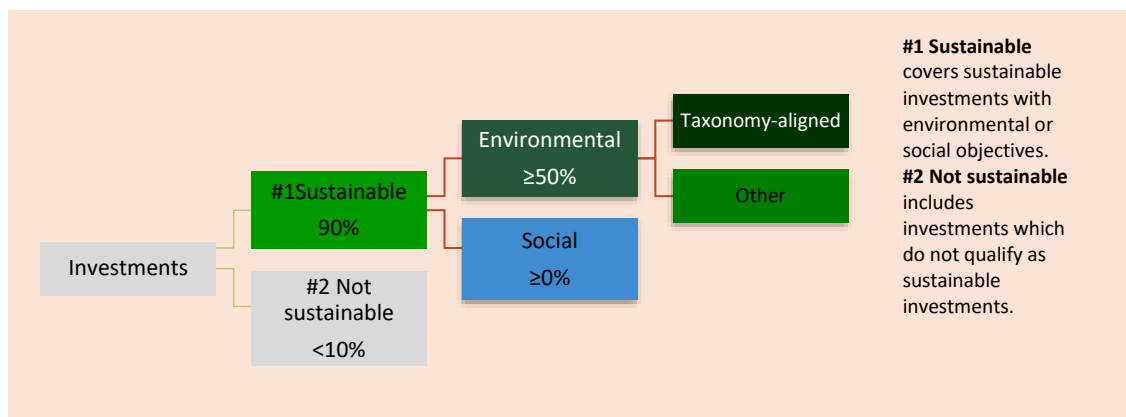 Investments
#1Sustainable
90%
#2 Not
sustainable
<10%
Environmental
≥50%
Social
≥0%
Taxonomy-aligned
Other
#1 Sustainable
covers sustainable
investments with
environmental or
social objectives.
#2 Not sustainable
includes
investments which
do not qualify as
sustainable
investments.